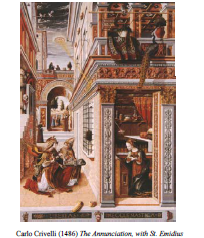 Carlo Crivelli (1486) The Annunciation, with St. Emidius